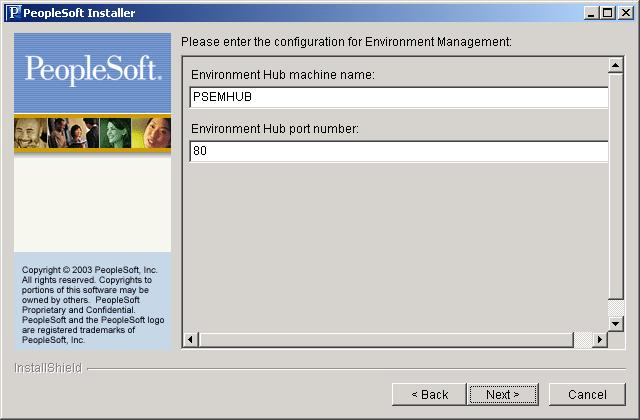 PeopleSoft Installer
PeopleSoft.
Please enter the configuration for Environment Management:
Environment Hub machine name:
PSEMHUB
Environment Hub port number:
80
Copyright © 2003 PeopleSoft, Inc.
All rights reserved. Copyrights to
portions of this software may be
owned by others. PeopleSoft
Proprietary and Confidential.
PeopleSoft and the PeopleSoft logo
are registered trademarks of
PeopleSoft, Inc.
InstallShield
< Back
Next >
Cancel